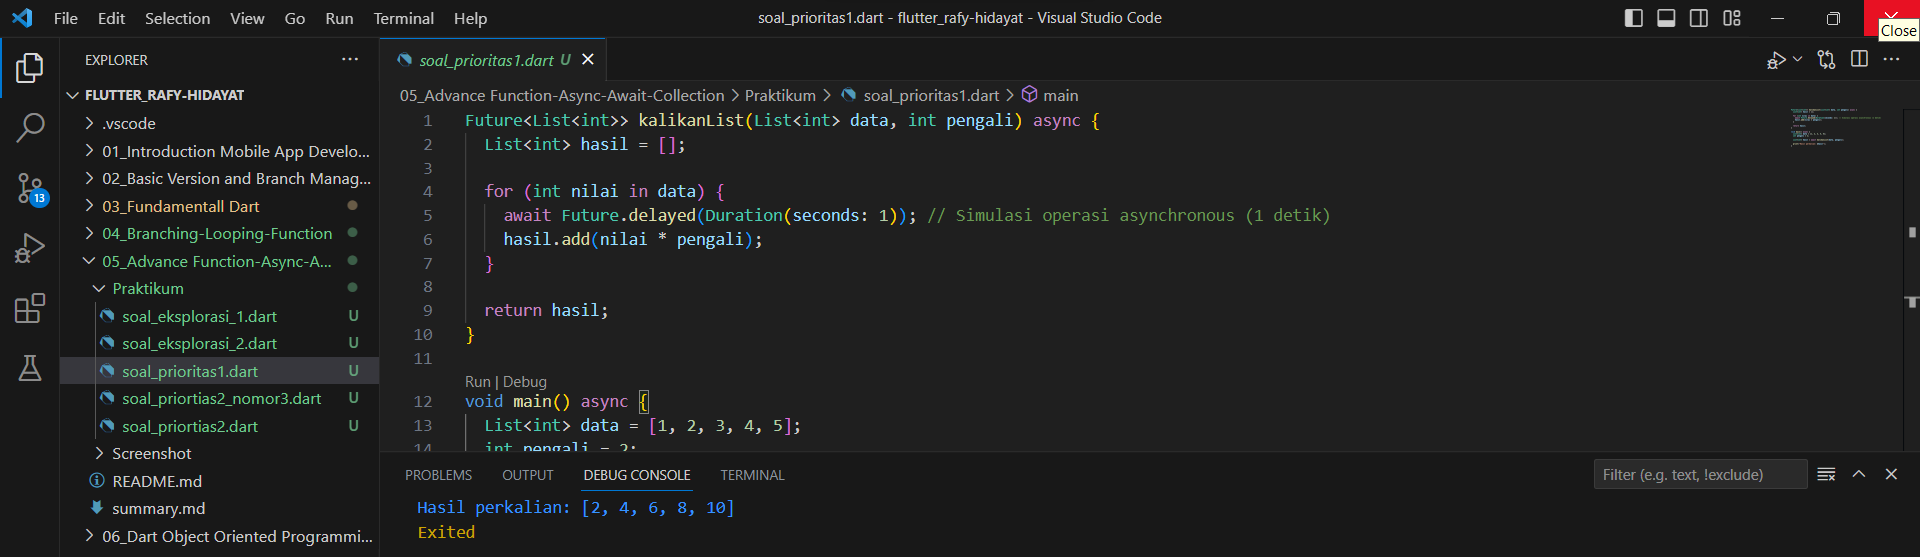 File Edit Selection View Go Run Terminal Help
soal_prioritas1.dart - flutter_rafy-hidayat - Visual Studio Code
Close
EXPLORER
FLUTTER_RAFY-HIDAYAT
.vscode
01_Introduction Mobile App Develo...
02_Basic Version and Branch Manag...
03_Fundamentall Dart
04_Branching-Looping-Function
05_Advance Function-Async-A...
Praktikum
soal_eksplorasi_1.dart U
soal_eksplorasi_2.dart U
soal_prioritas1.dart U
soal_priortias2_nomor3.dart U
soal_priortias2.dart U
Screenshot
README.md
summary.md
06_Dart Object Oriented Programmi...
13
soal_prioritas1.dart U
05_Advance Function-Async-Await-Collection > Praktikum > soal_prioritas1.dart > main
1 Future<List<int>> kalikanList(List<int> data, int pengali) async {
2 List<int> hasil = [];
3
4 for (int nilai in data) {
5 await Future.delayed(Duration(seconds: 1)); // Simulasi operasi asynchronous (1 detik)
6 hasil.add(nilai * pengali);
7 }
8
9 return hasil;
10 }
11
Run | Debug
12 void main() async {
13 List<int> data = [1, 2, 3, 4, 5];
14 int pengali = 2;
PROBLEMS OUTPUT DEBUG CONSOLE TERMINAL
Filter (e.g. text, !exclude)
Hasil perkalian: [2, 4, 6, 8, 10]
Exited